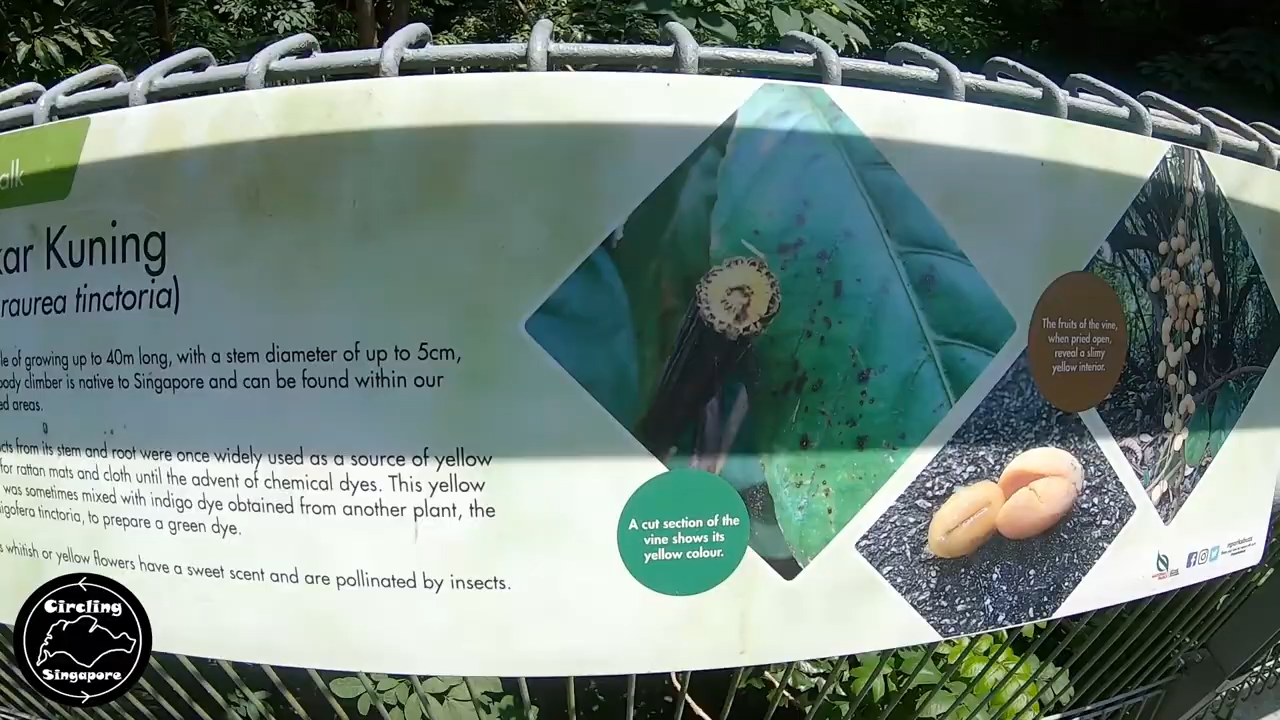 alk
kar Kuning
raurea tinctoria)
le of growing up to 40m long, with a stem diameter of up to 5cm,
ody climber is native to Singapore and can be found within our
ed areas.
cts from its stem and root were once widely used as a source of yellow
for rattan mats and cloth until the advent of chemical dyes. This yellow
was sometimes mixed with indigo dye obtained from another plant, the
igofera tinctoria, to prepare a green dye.
s whitish or yellow flowers have a sweet scent and are pollinated by insects.
A cut section of the
vine shows its
yellow colour.
The fruits of the vine,
when pried open,
reveal a slimy
yellow interior.
Circling
Singapore